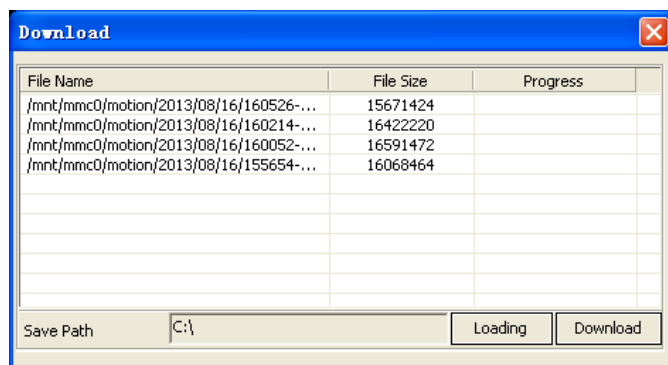 Download
File Name File Size Progress
/mnt/mmc0/motion/2013/08/16/160526-... 15671424
/mnt/mmc0/motion/2013/08/16/160214-... 16422220
/mnt/mmc0/motion/2013/08/16/160052-... 16591472
/mnt/mmc0/motion/2013/08/16/155654-... 16068464
Save Path C:\ Loading Download